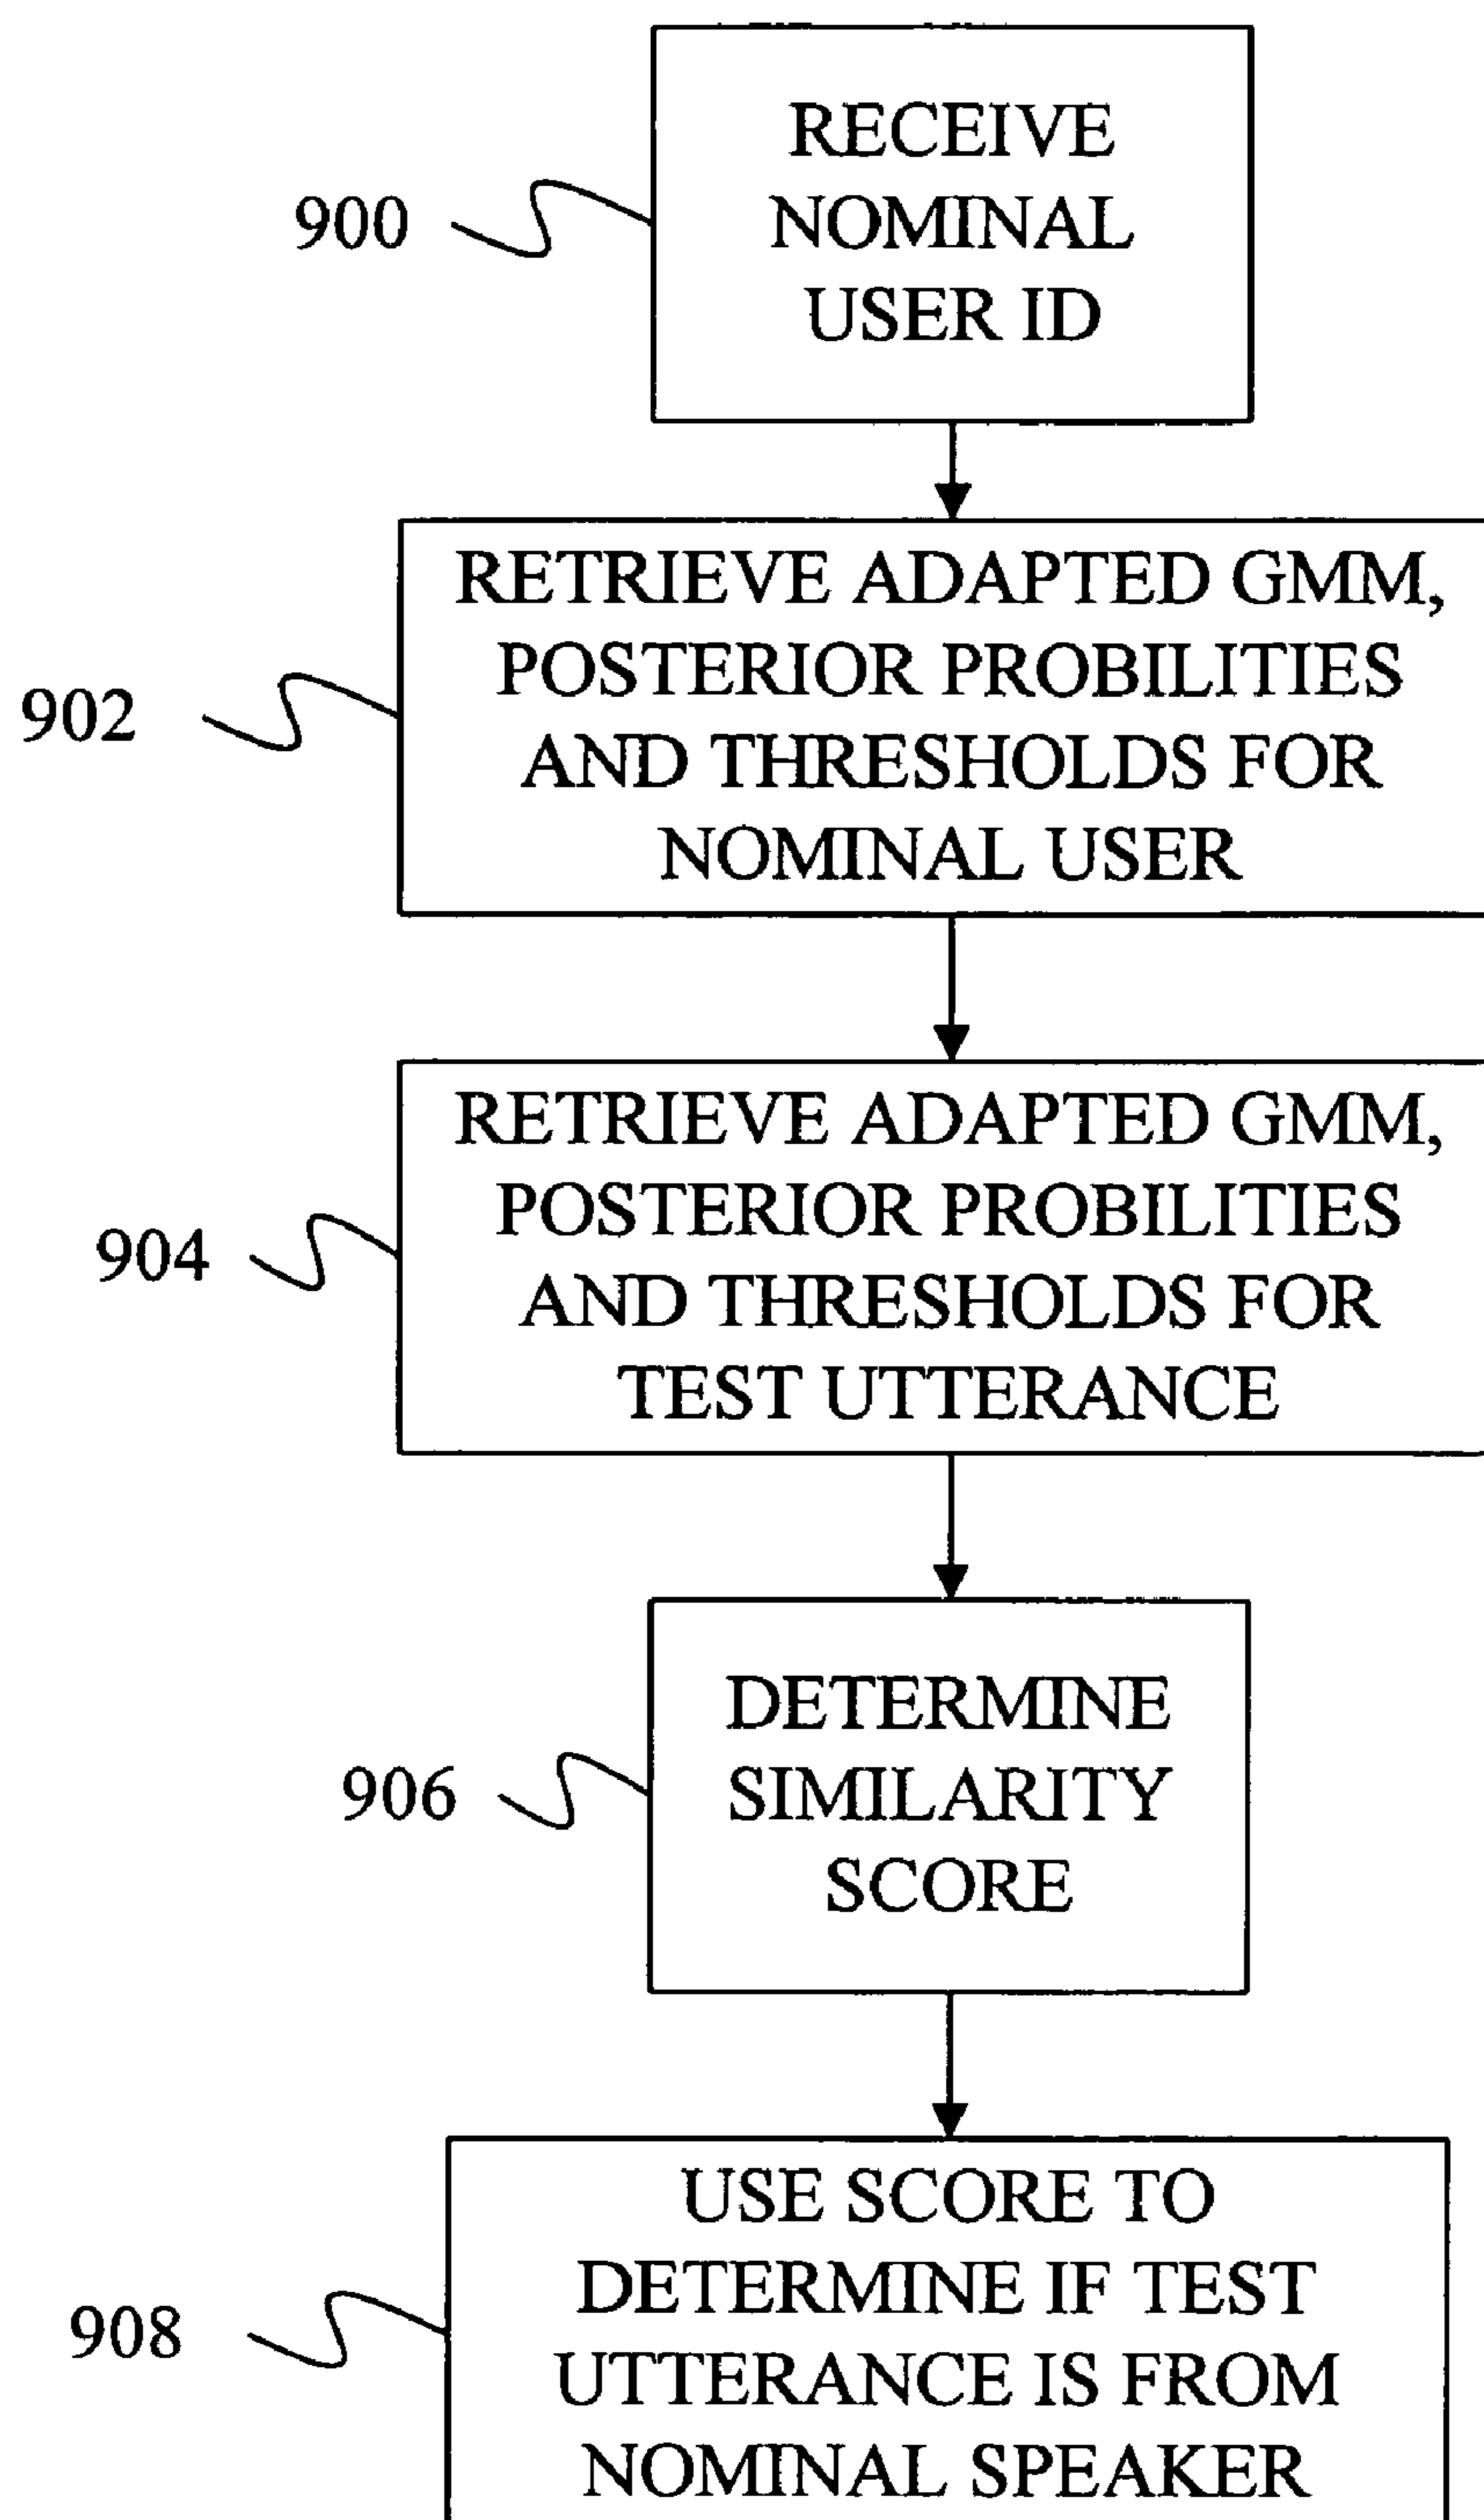 RECEIVE
NOMINAL
USER ID
900
RETRIEVE ADAPTED GMM,
POSTERIOR PROBILITIES
AND THRESHOLDS FOR
NOMINAL USER
902
RETRIEVE ADAPTED GMM,
POSTERIOR PROBILITIES
AND THRESHOLDS FOR
TEST UTTERANCE
904
DETERMINE
SIMILARITY
SCORE
906
USE SCORE TO
DETERMINE IF TEST
UTTERANCE IS FROM
NOMINAL SPEAKER
908